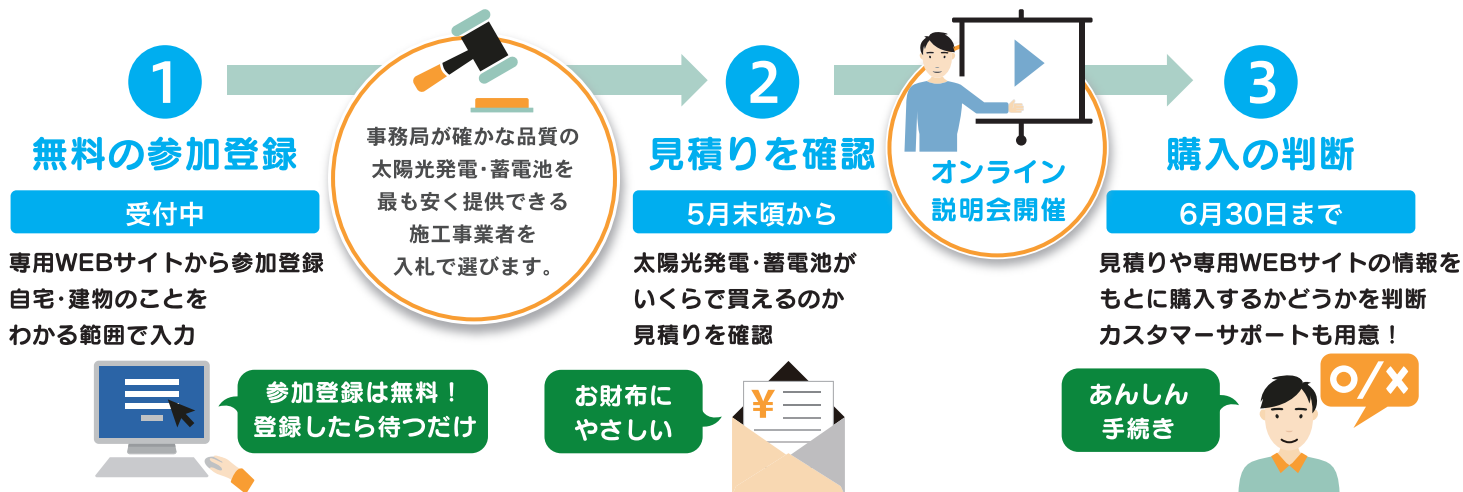 1
無料の参加登録
受付中
専用WEBサイトから参加登録
自宅・建物のことを
わかる範囲で入力
参加登録は無料！
登録したら待つだけ
事務局が確かな品質の
太陽光発電・蓄電池を
最も安く提供できる
施工事業者を
入札で選びます。
2
見積りを確認
5月末頃から
太陽光発電・蓄電池が
いくらで買えるのか
見積りを確認
お財布に
やさしい
¥
オンライン
説明会開催
3
購入の判断
6月30日まで
見積りや専用WEBサイトの情報を
もとに購入するかどうかを判断
カスタマーサポートも用意！
あんしん
手続き
O/X